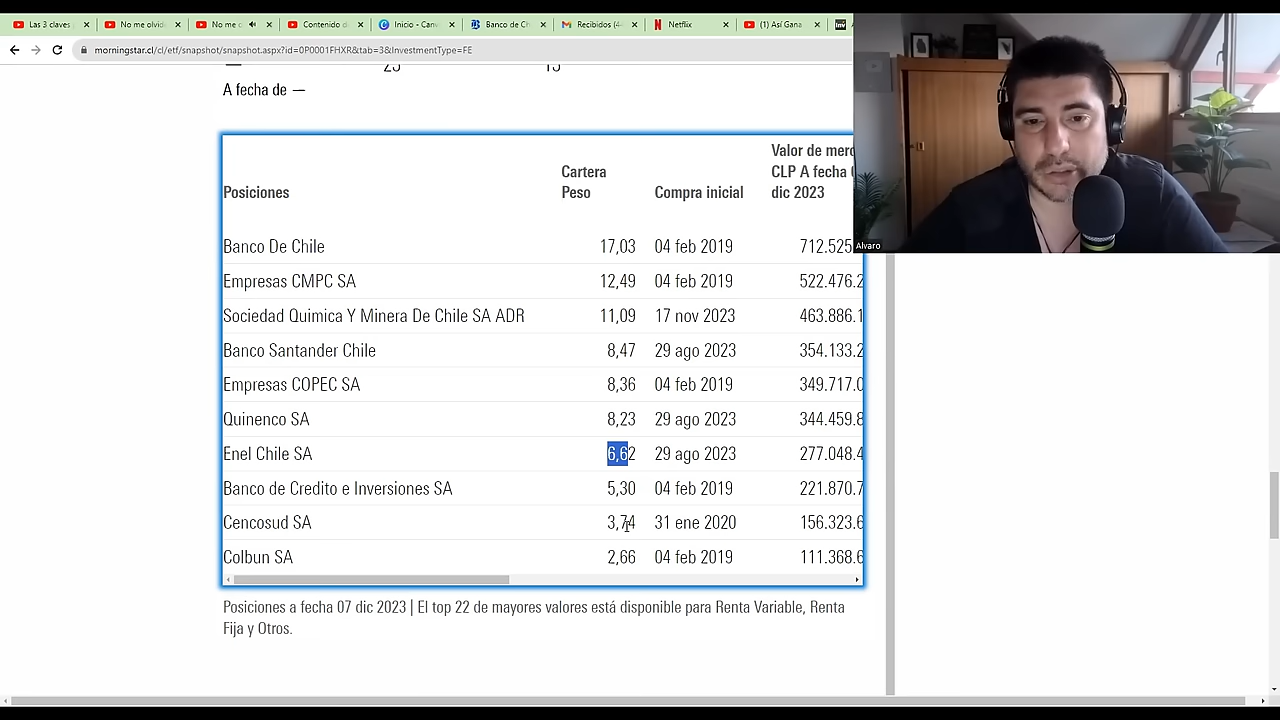 Las 3 claves
No me olvid
No me o
Contenido d
Inicio - Canv
Banco de Ch
Recibidos (4
Netflix
(1) Así Gana
morningstar.cl/cl/etf/snapshot/snapshot.aspx?id=0P0001FHXR&tab=3&InvestmentType=FE
A fecha de —
Posiciones
Cartera
Peso
Compra inicial
Valor de merc
CLP A fecha
dic 2023
Banco De Chile 17,03 04 feb 2019 712.525
Empresas CMPC SA 12,49 04 feb 2019 522.476.2
Sociedad Quimica Y Minera De Chile SA ADR 11,09 17 nov 2023 463.886.1
Banco Santander Chile 8,47 29 ago 2023 354.133.2
Empresas COPEC SA 8,36 04 feb 2019 349.717.0
Quinenco SA 8,23 29 ago 2023 344.459.8
Enel Chile SA 6,62 29 ago 2023 277.048.4
Banco de Credito e Inversiones SA 5,30 04 feb 2019 221.870.7
Cencosud SA 3,74 31 ene 2020 156.323.6
Colbun SA 2,66 04 feb 2019 111.368.6
Posiciones a fecha 07 dic 2023 | El top 22 de mayores valores está disponible para Renta Variable, Renta
Fija y Otros.
Alvaro